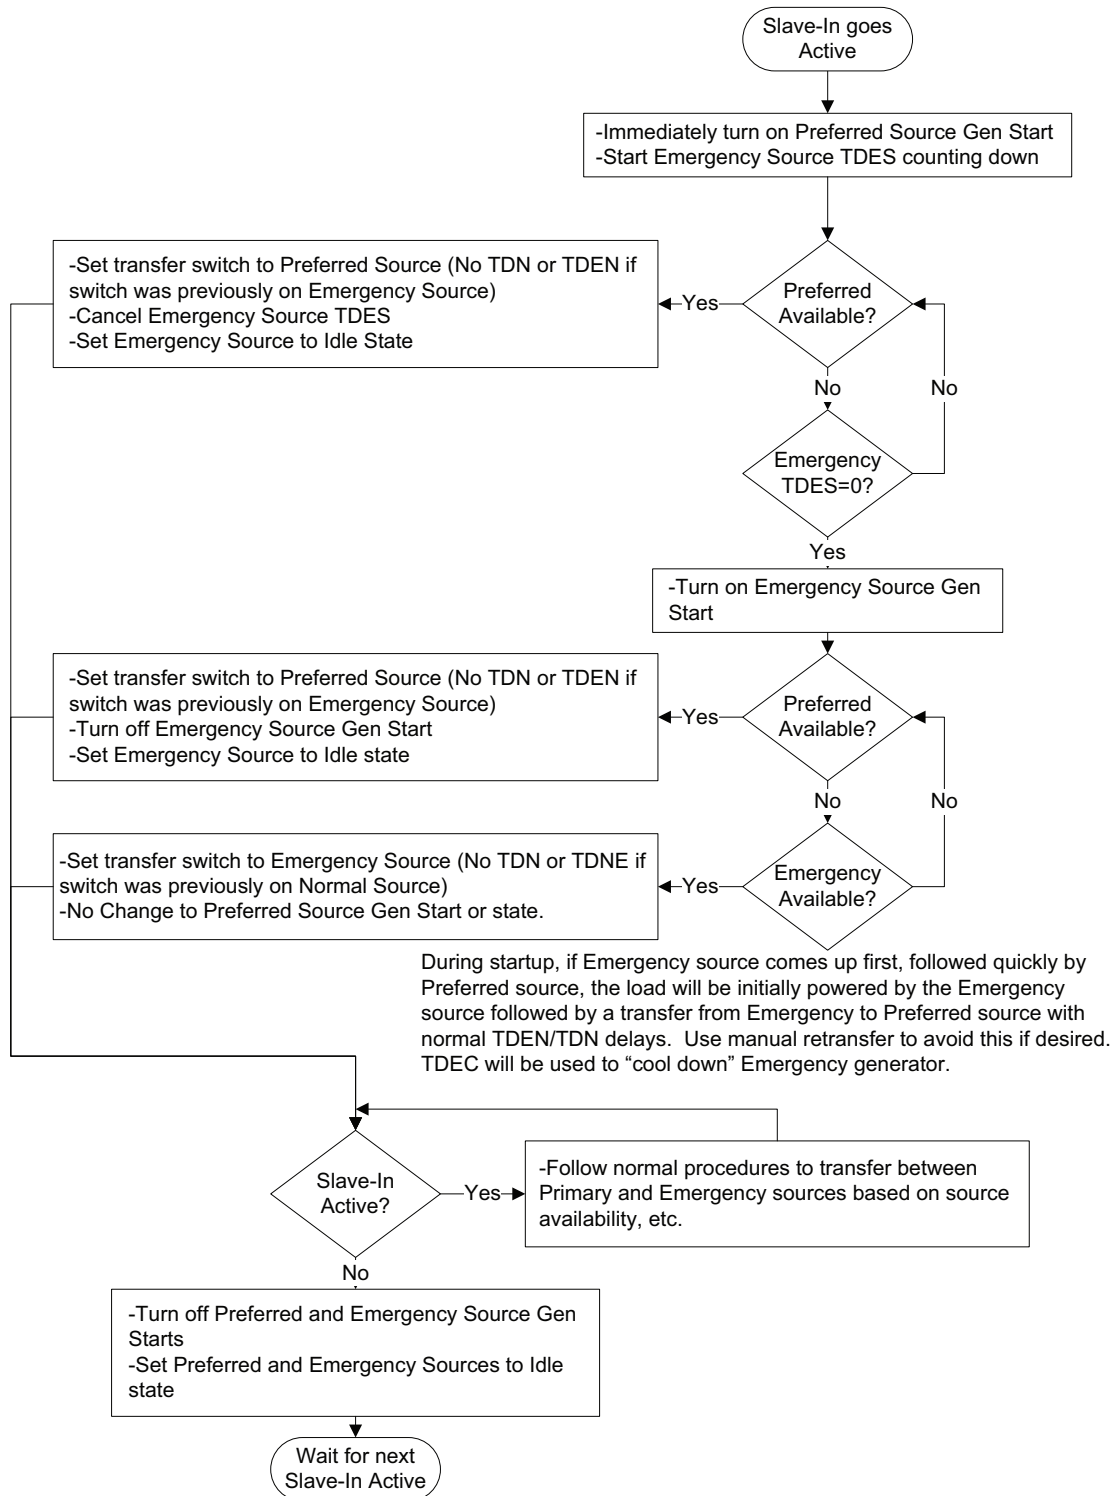 Slave-In goes
Active
-Immediately turn on Preferred Source Gen Start
-Start Emergency Source TDES counting down
-Set transfer switch to Preferred Source (No TDN or TDEN if
switch was previously on Emergency Source)
-Cancel Emergency Source TDES
-Set Emergency Source to Idle State
Yes
Preferred
Available?
No
No
Emergency
TDES=0?
Yes
-Turn on Emergency Source Gen
Start
-Set transfer switch to Preferred Source (No TDN or TDEN if
switch was previously on Emergency Source)
-Turn off Emergency Source Gen Start
-Set Emergency Source to Idle state
Yes
Preferred
Available?
No
No
-Set transfer switch to Emergency Source (No TDN or TDNE if
switch was previously on Normal Source)
-No Change to Preferred Source Gen Start or state.
Yes
Emergency
Available?
During startup, if Emergency source comes up first, followed quickly by
Preferred source, the load will be initially powered by the Emergency
source followed by a transfer from Emergency to Preferred source with
normal TDEN/TDN delays.  Use manual retransfer to avoid this if desired.
TDEC will be used to “cool down” Emergency generator.
Slave-In
Active?
Yes
-Follow normal procedures to transfer between
Primary and Emergency sources based on source
availability, etc.
No
-Turn off Preferred and Emergency Source Gen
Starts
-Set Preferred and Emergency Sources to Idle
state
Wait for next
Slave-In Active